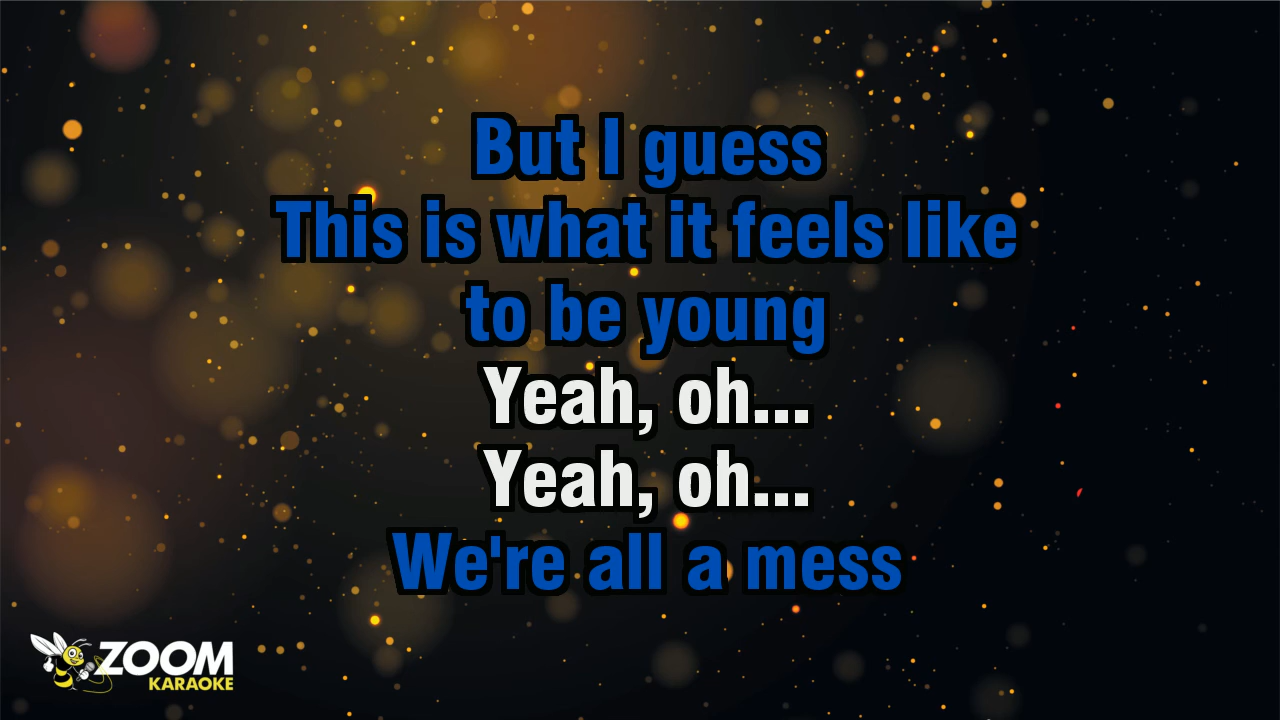 But I guess
This is what it feels like
to be young
Yeah, oh...
Yeah, oh...
We're all a mess
ZOOM
KARAOKE